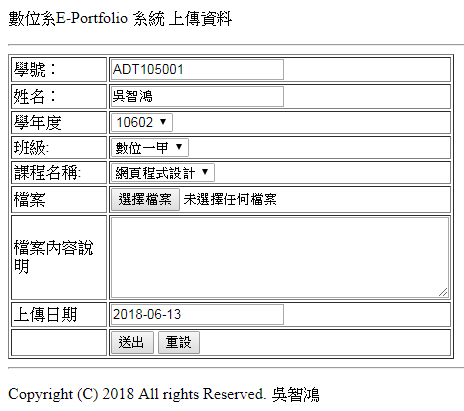 數位系E-Portfolio 系統 上傳資料
學號： ADT105001
姓名： 吳智鴻
學年度 10602
班級: 數位一甲
課程名稱: 網頁程式設計
檔案 選擇檔案 未選擇任何檔案
檔案內容說
明
上傳日期 2018-06-13
送出 重設
Copyright (C) 2018 All rights Reserved. 吳智鴻